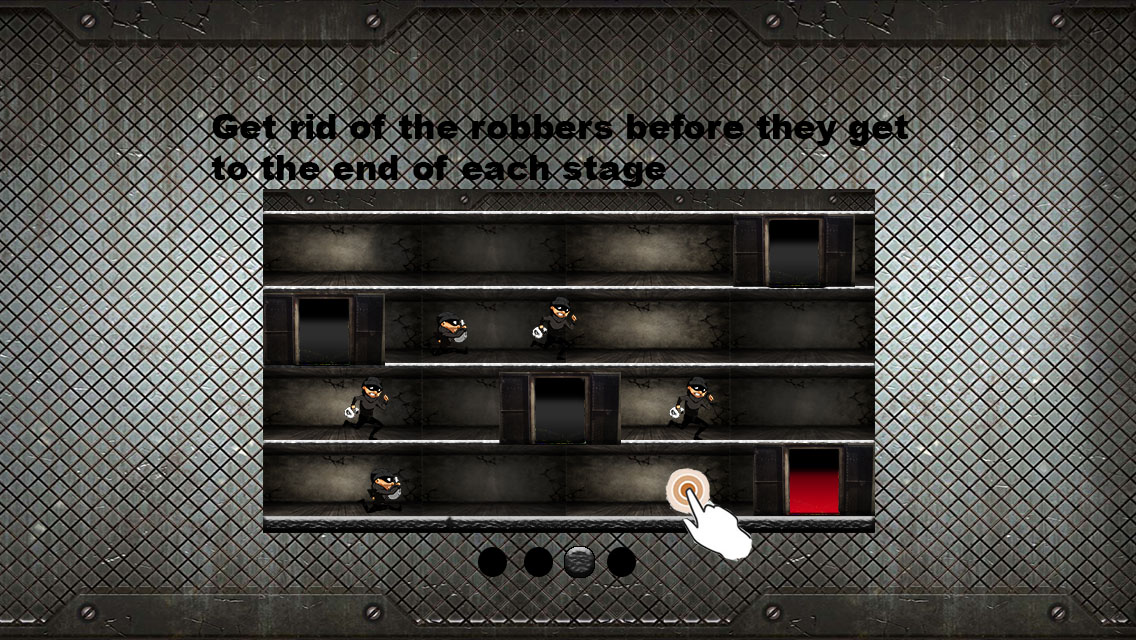 Get rid of the robbers before they get
to the end of each stage